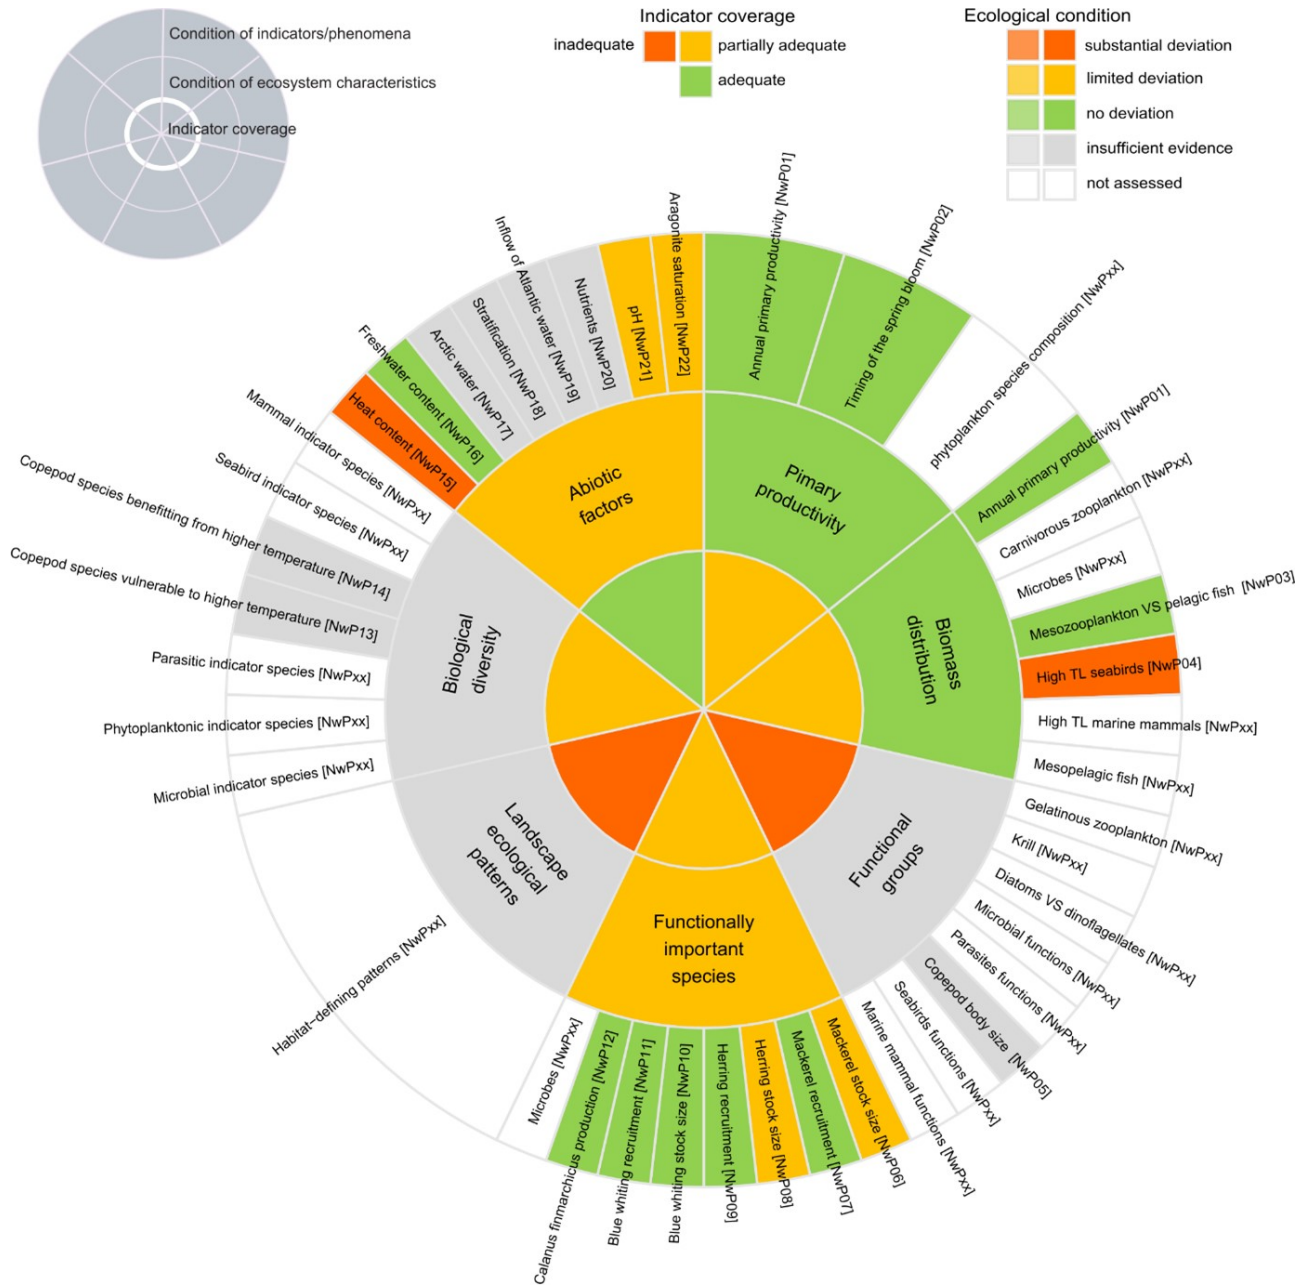 Condition of indicators/phenomena
Condition of ecosystem characteristics
Indicator coverage
Indicator coverage
inadequate
partially adequate
adequate
Ecological condition
substantial deviation
limited deviation
no deviation
insufficient evidence
not assessed
Annual primary productivity [NwP01]
Timing of the spring bloom [NwP02]
phytoplankton species composition [NwPxx]
Annual primary productivity [NwP01]
Carnivorous zooplankton [NwPxx]
Microbes [NwPxx]
Mesozooplankton VS pelagic fish [NwP03]
High TL seabirds [NwP04]
High TL marine mammals [NwPxx]
Mesopelagic fish [NwPxx]
Gelatinous zooplankton [NwPxx]
Krill [NwPxx]
Diatoms VS dinoflagellates [NwPxx]
Microbial functions [NwPxx]
Parasites functions [NwPxx]
Copepod body size [NwP05]
Seabirds functions [NwPxx]
Marine mammal functions [NwPxx]
Mackerel stock size [NwP06]
Mackerel recruitment [NwP07]
Herring stock size [NwP08]
Herring recruitment [NwP09]
Blue whiting stock size [NwP10]
Blue whiting recruitment [NwP11]
Calanus finmarchicus production [NwP12]
Microbes [NwPxx]
Habitat−defining patterns [NwPxx]
Microbial indicator species [NwPxx]
Phytoplanktonic indicator species [NwPxx]
Parasitic indicator species [NwPxx]
Copepod species vulnerable to higher temperature [NwP13]
Copepod species benefitting from higher temperature [NwP14]
Seabird indicator species [NwPxx]
Mammal indicator species [NwPxx]
Heat content [NwP15]
Freshwater content [NwP16]
Arctic water [NwP17]
Stratification [NwP18]
Inflow of Atlantic water [NwP19]
Nutrients [NwP20]
pH [NwP21]
Aragonite saturation [NwP22]
Pimary
productivity
Biomass
distribution
Functional
groups
Functionally
important
species
Landscape
ecological
patterns
Biological
diversity
Abiotic
factors